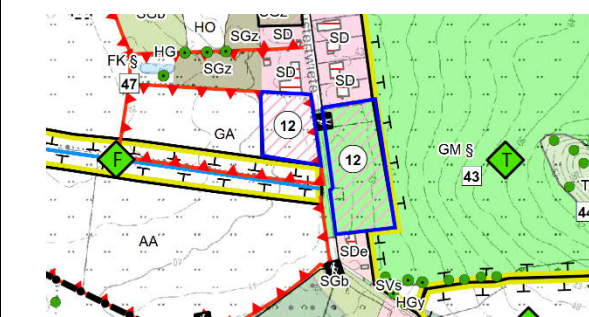 SGb
HO
SGz
SD
SD
HG
SGz
SD
SD
FK §
47
12
GA
12
GM §
43
T
F
44
AA
SDe
SGb
SVs
HGy